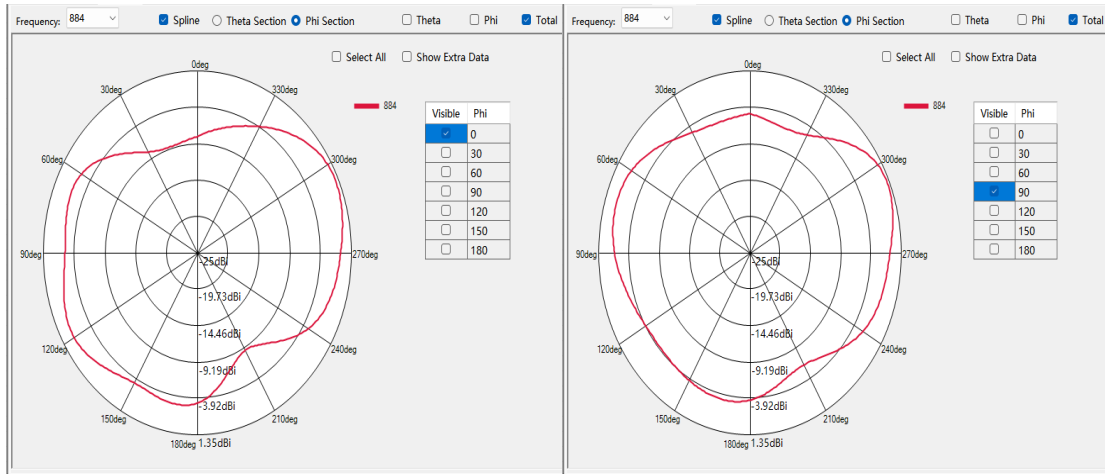 Frequency: 884 Spline Theta Section Phi Section Theta Phi Total
Select All Show Extra Data
0deg
30deg 330deg
884
60deg 300deg
90deg 270deg
120deg 240deg
150deg 210deg
180deg 1.35dBi
-25dBi
-19.73dBi
-14.46dBi
-9.19dBi
-3.92dBi
Visible Phi
0
30
60
90
120
150
180
Frequency: 884 Spline Theta Section Phi Section Theta Phi Total
Select All Show Extra Data
0deg
30deg 330deg
884
60deg 300deg
90deg 270deg
120deg 240deg
150deg 210deg
180deg 1.35dBi
-25dBi
-19.73dBi
-14.46dBi
-9.19dBi
-3.92dBi
Visible Phi
0
30
60
90
120
150
180